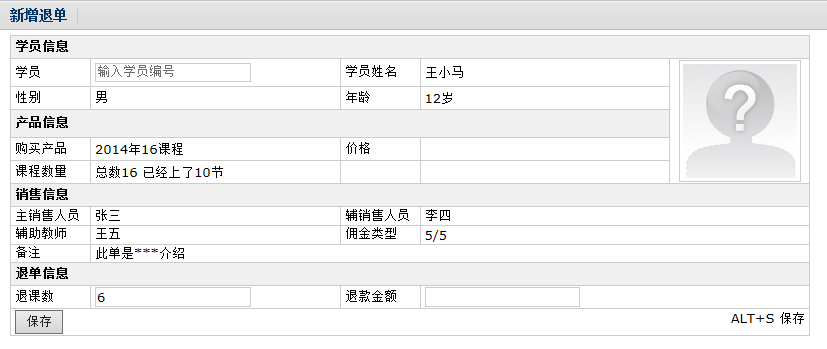 新增退单
学员信息
学员 输入学员编号 学员姓名 王小马
性别 男 年龄 12岁
产品信息
购买产品 2014年16课程 价格
课程数量 总数16 已经上了10节
销售信息
主销售人员 张三 辅销售人员 李四
辅助教师 王五 佣金类型 5/5
备注 此单是***介绍
退单信息
退课数 6 退款金额
保存 ALT+S 保存